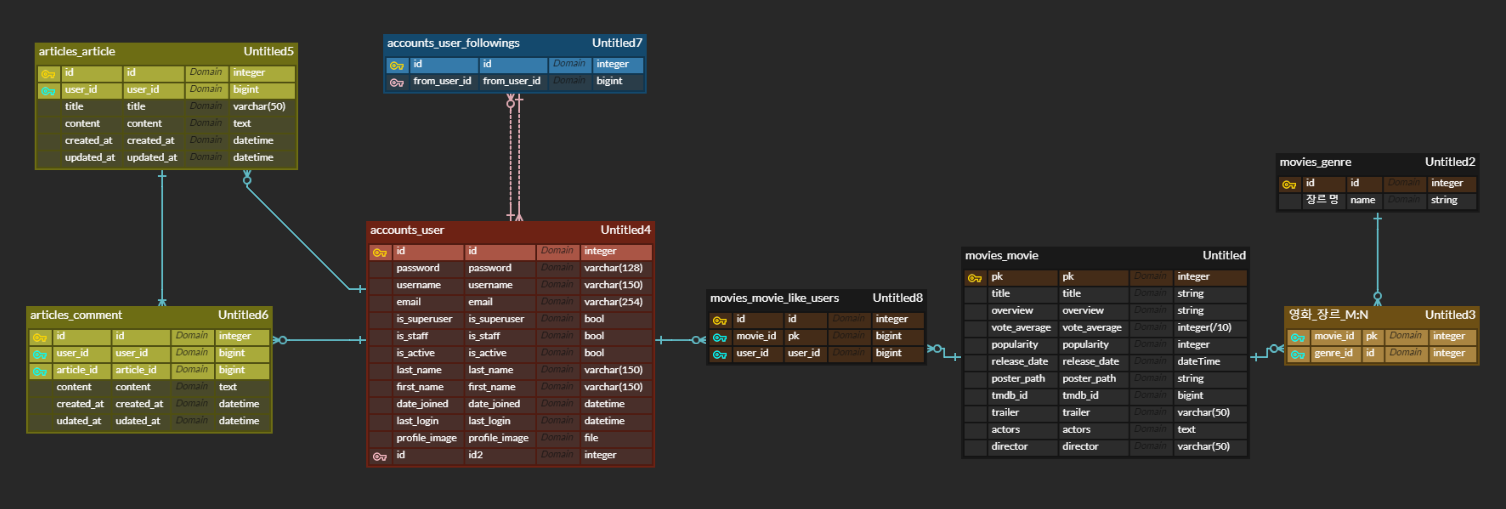 articles_article Untitled5
id id Domain integer
user_id user_id Domain bigint
title title Domain varchar(50)
content content Domain text
created_at created_at Domain datetime
updated_at updated_at Domain datetime
accounts_user_followings Untitled7
id id Domain integer
from_user_id from_user_id Domain bigint
articles_comment Untitled6
id id Domain integer
user_id user_id Domain bigint
article_id article_id Domain bigint
content content Domain text
created_at created_at Domain datetime
udated_at udated_at Domain datetime
accounts_user Untitled4
id id Domain integer
password password Domain varchar(128)
username username Domain varchar(150)
email email Domain varchar(254)
is_superuser is_superuser Domain bool
is_staff is_staff Domain bool
is_active is_active Domain bool
last_name last_name Domain varchar(150)
first_name first_name Domain varchar(150)
date_joined date_joined Domain datetime
last_login last_login Domain datetime
profile_image profile_image Domain file
id id2 Domain integer
movies_movie_like_users Untitled8
id id Domain integer
movie_id pk Domain bigint
user_id user_id Domain bigint
movies_movie Untitled
pk pk Domain integer
title title Domain string
overview overview Domain string
vote_average vote_average Domain integer(/10)
popularity popularity Domain integer
release_date release_date Domain dateTime
poster_path poster_path Domain string
tmdb_id tmdb_id Domain bigint
trailer trailer Domain varchar(50)
actors actors Domain text
director director Domain varchar(50)
movies_genre Untitled2
id id Domain integer
장르 명 name Domain string
영화_장르_M:N Untitled3
movie_id pk Domain integer
genre_id id Domain integer